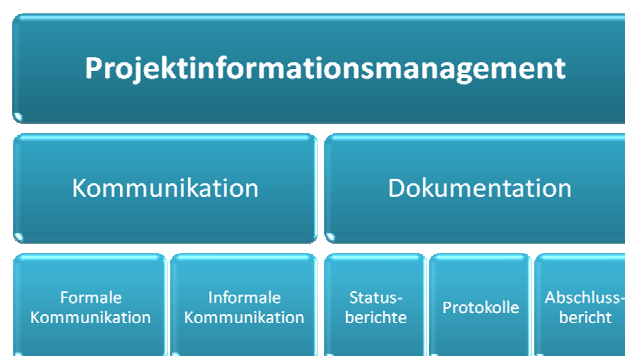 Projektinformationsmanagement
Kommunikation
Dokumentation
Formale
Kommunikation
Informale
Kommunikation
Status-
berichte
Protokolle
Abschluss-
bericht